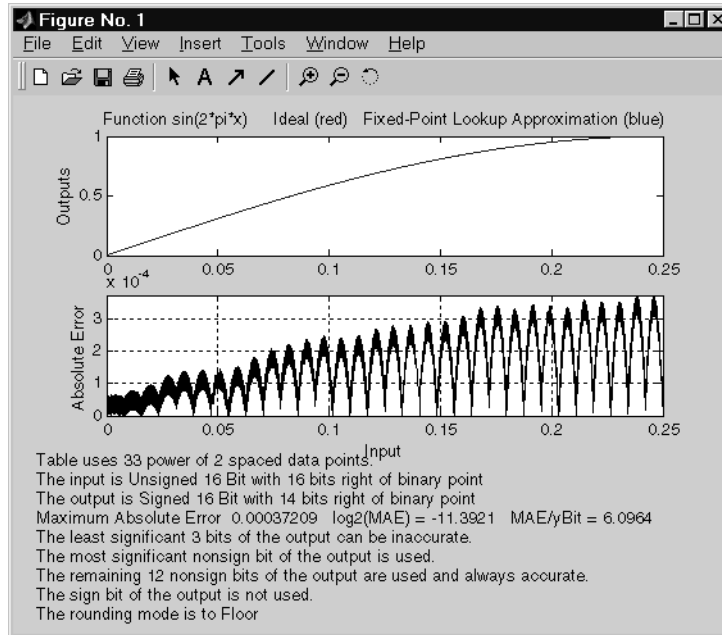 Figure No. 1
File Edit View Insert Tools Window Help
A
Function sin(2*pi*x) Ideal (red) Fixed-Point Lookup Approximation (blue)
1
0.5
0
Outputs
0 0.05 0.1 0.15 0.2 0.25
x 10⁻⁴
3
2
1
0
Absolute Error
0 0.05 0.1 0.15 0.2 0.25
Input
Table uses 33 power of 2 spaced data points.
The input is Unsigned 16 Bit with 16 bits right of binary point
The output is Signed 16 Bit with 14 bits right of binary point
Maximum Absolute Error 0.00037209 log2(MAE) = -11.3921 MAE/yBit = 6.0964
The least significant 3 bits of the output can be inaccurate.
The most significant nonsign bit of the output is used.
The remaining 12 nonsign bits of the output are used and always accurate.
The sign bit of the output is not used.
The rounding mode is to Floor